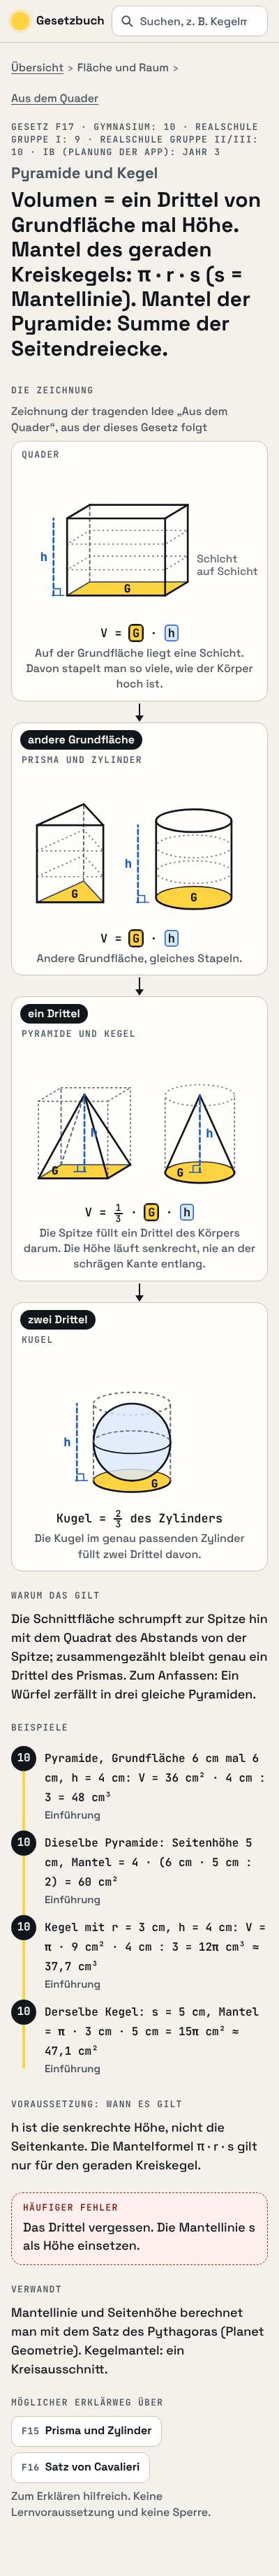 Gesetzbuch
Suchen, z. B. Kegelm
Übersicht > Fläche und Raum >
Aus dem Quader
GESETZ F17 · GYMNASIUM: 10 · REALSCHULE
GRUPPE I: 9 · REALSCHULE GRUPPE II/III:
10 · IB (PLANUNG DER APP): JAHR 3
Pyramide und Kegel
Volumen = ein Drittel von
Grundfläche mal Höhe.
Mantel des geraden
Kreiskegels: π · r · s (s =
Mantellinie). Mantel der
Pyramide: Summe der
Seitendreiecke.
DIE ZEICHNUNG
Zeichnung der tragenden Idee „Aus dem
Quader“, aus der dieses Gesetz folgt
QUADER
h
Schicht
auf Schicht
G
V = G · h
Auf der Grundfläche liegt eine Schicht.
Davon stapelt man so viele, wie der Körper
hoch ist.
andere Grundfläche
PRISMA UND ZYLINDER
h
G
G
V = G · h
Andere Grundfläche, gleiches Stapeln.
ein Drittel
PYRAMIDE UND KEGEL
h
h
G
G
V = 1/3 · G · h
Die Spitze füllt ein Drittel des Körpers
darum. Die Höhe läuft senkrecht, nie an der
schrägen Kante entlang.
zwei Drittel
KUGEL
h
G
Kugel = 2/3 des Zylinders
Die Kugel im genau passenden Zylinder
füllt zwei Drittel davon.
WARUM DAS GILT
Die Schnittfläche schrumpft zur Spitze hin
mit dem Quadrat des Abstands von der
Spitze; zusammengezählt bleibt genau ein
Drittel des Prismas. Zum Anfassen: Ein
Würfel zerfällt in drei gleiche Pyramiden.
BEISPIELE
10 Pyramide, Grundfläche 6 cm mal 6
cm, h = 4 cm: V = 36 cm² · 4 cm :
3 = 48 cm³
Einführung
10 Dieselbe Pyramide: Seitenhöhe 5
cm, Mantel = 4 · (6 cm · 5 cm :
2) = 60 cm²
Einführung
10 Kegel mit r = 3 cm, h = 4 cm: V =
π · 9 cm² · 4 cm : 3 = 12π cm³ ≈
37,7 cm³
Einführung
10 Derselbe Kegel: s = 5 cm, Mantel
= π · 3 cm · 5 cm = 15π cm² ≈
47,1 cm²
Einführung
VORAUSSETZUNG: WANN ES GILT
h ist die senkrechte Höhe, nicht die
Seitenkante. Die Mantelformel π · r · s gilt
nur für den geraden Kreiskegel.
HÄUFIGER FEHLER
Das Drittel vergessen. Die Mantellinie s
als Höhe einsetzen.
VERWANDT
Mantellinie und Seitenhöhe berechnet
man mit dem Satz des Pythagoras (Planet
Geometrie). Kegelmantel: ein
Kreisausschnitt.
MÖGLICHER ERKLÄRWEG ÜBER
F15 Prisma und Zylinder
F16 Satz von Cavalieri
Zum Erklären hilfreich. Keine
Lernvoraussetzung und keine Sperre.